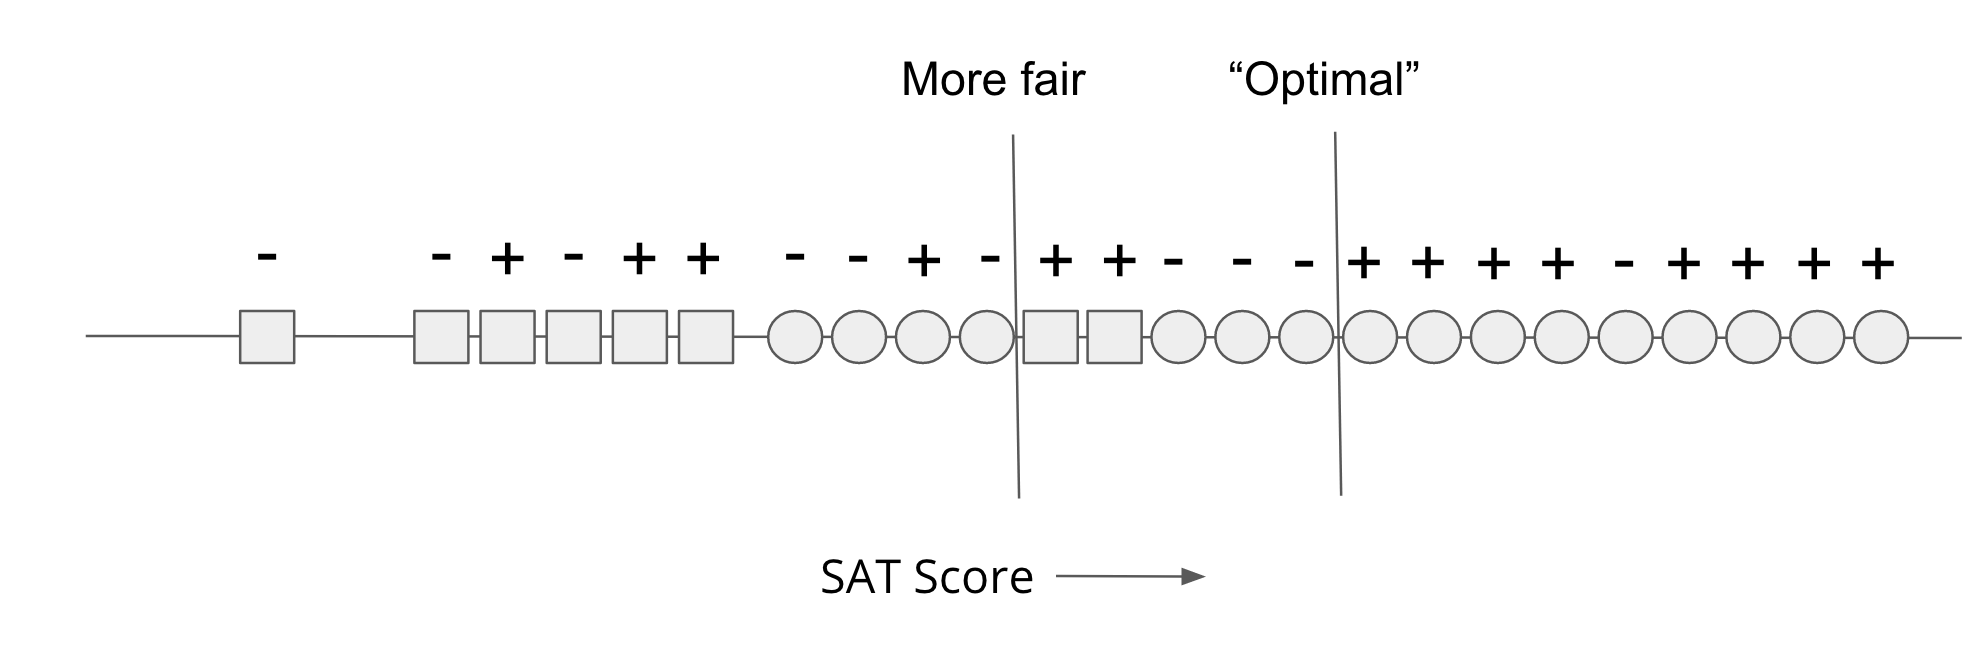 More fair “Optimal”
- - + - + + - - + - + + - - - + + + + - + + + +
SAT Score